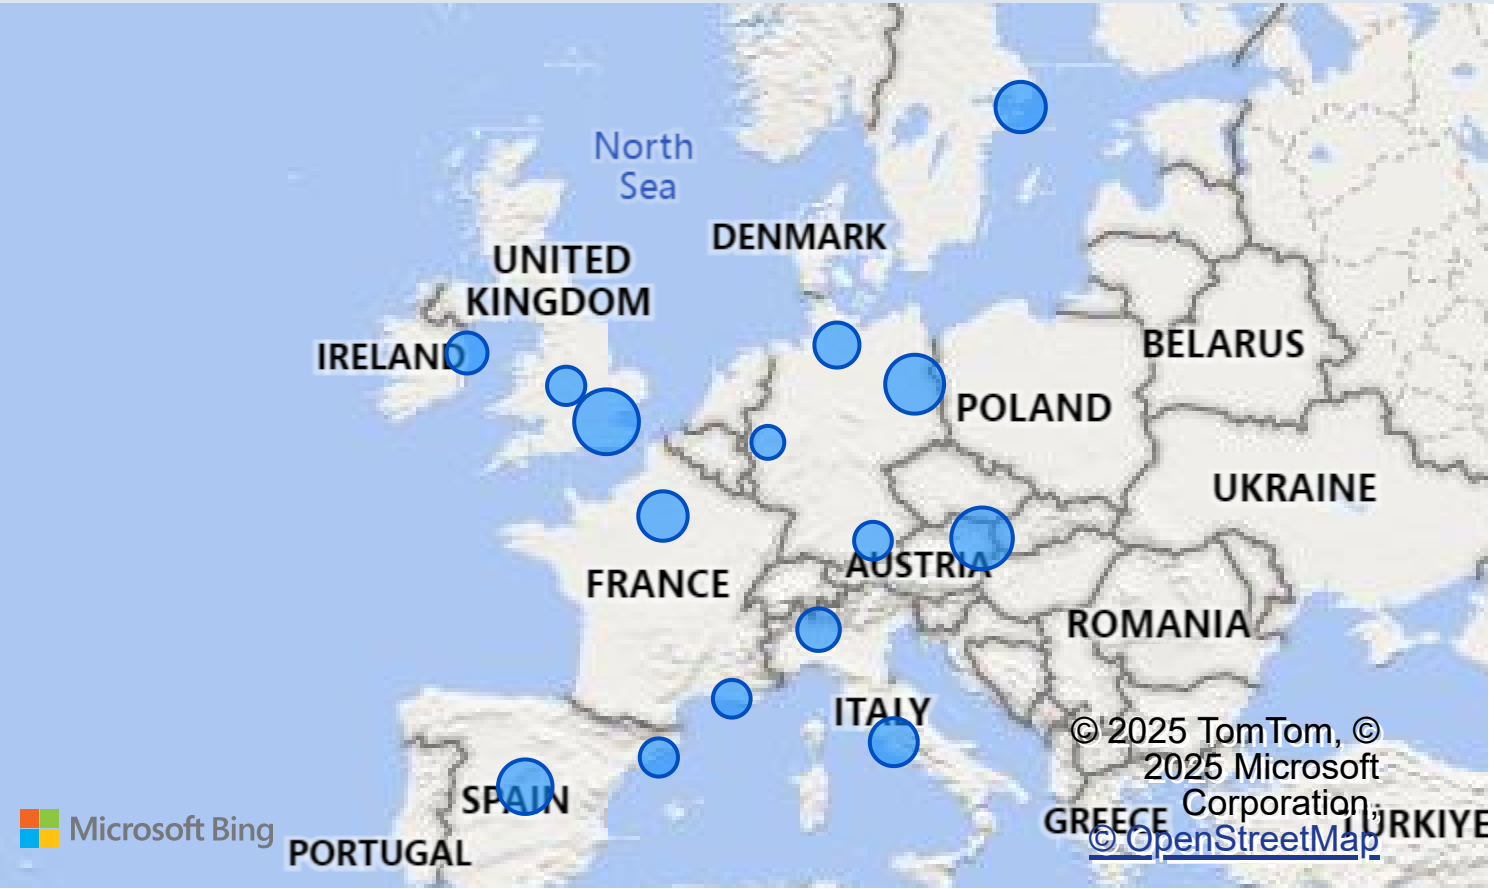 North
Sea
DENMARK
UNITED
KINGDOM
IRELAND
BELARUS
POLAND
UKRAINE
AUSTRIA
FRANCE
ROMANIA
ITALY
SPAIN
PORTUGAL
GREECE
TÜRKIYE
© 2025 TomTom, ©
2025 Microsoft
Corporation,
© OpenStreetMap
Microsoft Bing